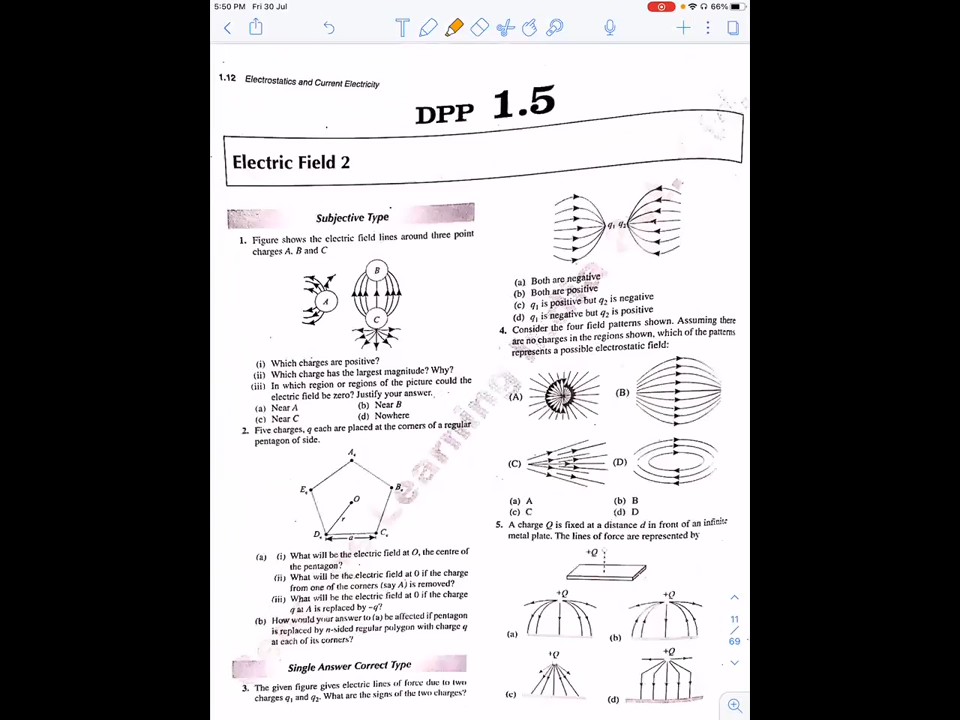 5:50 PM Fri 30 Jul
66%
1.12 Electrostatics and Current Electricity
DPP 1.5
Electric Field 2
Subjective Type
1. Figure shows the electric field lines around three point
charges A, B and C
B
A
C
(i) Which charges are positive?
(ii) Which charge has the largest magnitude? Why?
(iii) In which region or regions of the picture could the
electric field be zero? Justify your answer.
(a) Near A (b) Near B
(c) Near C (d) Nowhere
2. Five charges, q each are placed at the corners of a regular
pentagon of side.
A
E
B
O
r
D
C
a
(a) (i) What will be the electric field at O, the centre of
the pentagon?
(ii) What will be the electric field at 0 if the charge
from one of the corners (say A) is removed?
(iii) What will be the electric field at 0 if the charge
q at A is replaced by –q?
(b) How would your answer to (a) be affected if pentagon
is replaced by n-sided regular polygon with charge q
at each of its corners?
Single Answer Correct Type
3. The given figure gives electric lines of force due to two
charges q₁ and q₂. What are the signs of the two charges?
q₁ q₂
(a) Both are negative
(b) Both are positive
(c) q₁ is positive but q₂ is negative
(d) q₁ is negative but q₂ is positive
4. Consider the four field patterns shown. Assuming there
are no charges in the regions shown, which of the patterns
represents a possible electrostatic field:
(A) (B)
(C) (D)
(a) A (b) B
(c) C (d) D
5. A charge Q is fixed at a distance d in front of an infinite
metal plate. The lines of force are represented by
+Q
+Q +Q
(a) (b)
+Q +Q
(c) (d)
11
/
69
Learning